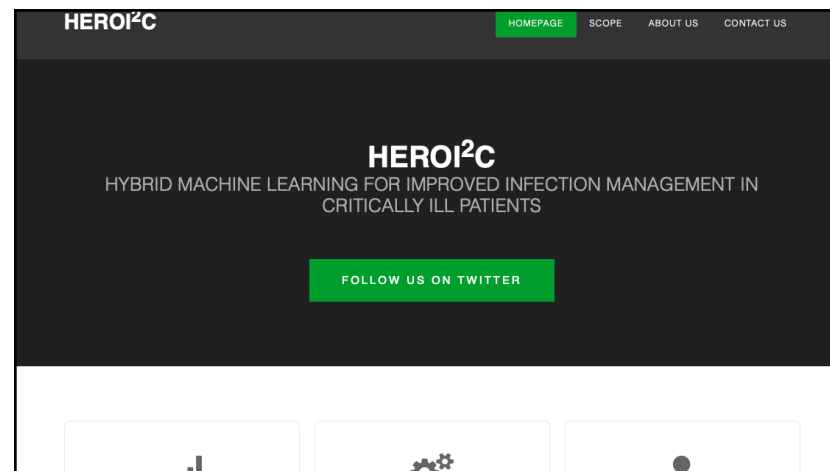 HEROI²C
HOMEPAGE SCOPE ABOUT US CONTACT US
HEROI²C
HYBRID MACHINE LEARNING FOR IMPROVED INFECTION MANAGEMENT IN
CRITICALLY ILL PATIENTS
FOLLOW US ON TWITTER